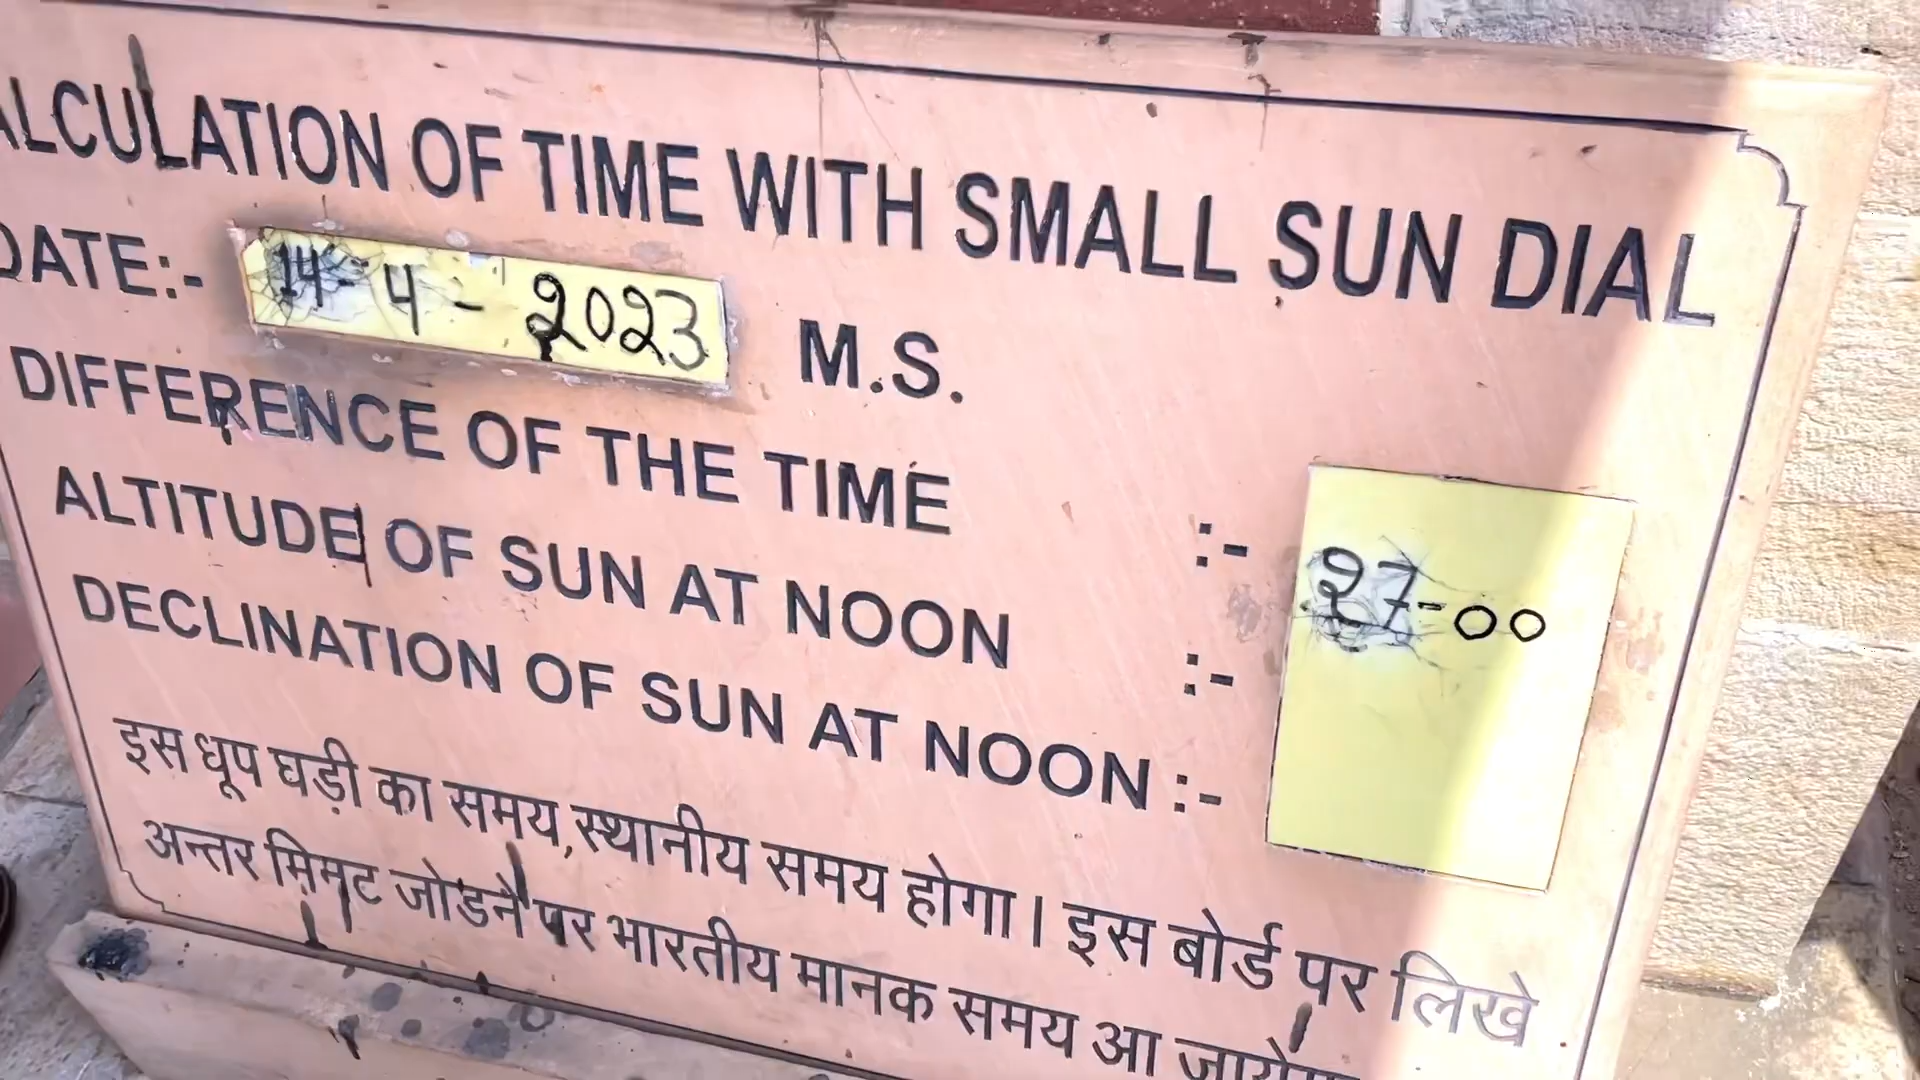 ALCULATION OF TIME WITH SMALL SUN DIAL
DATE:- 14-4-2023 M.S.
DIFFERENCE OF THE TIME :- 27-00
ALTITUDE OF SUN AT NOON :-
DECLINATION OF SUN AT NOON :-
इस धूप घड़ी का समय,स्थानीय समय होगा। इस बोर्ड पर लिखे
अन्तर मिमट जोडनै पर भारतीय मानक समय आ